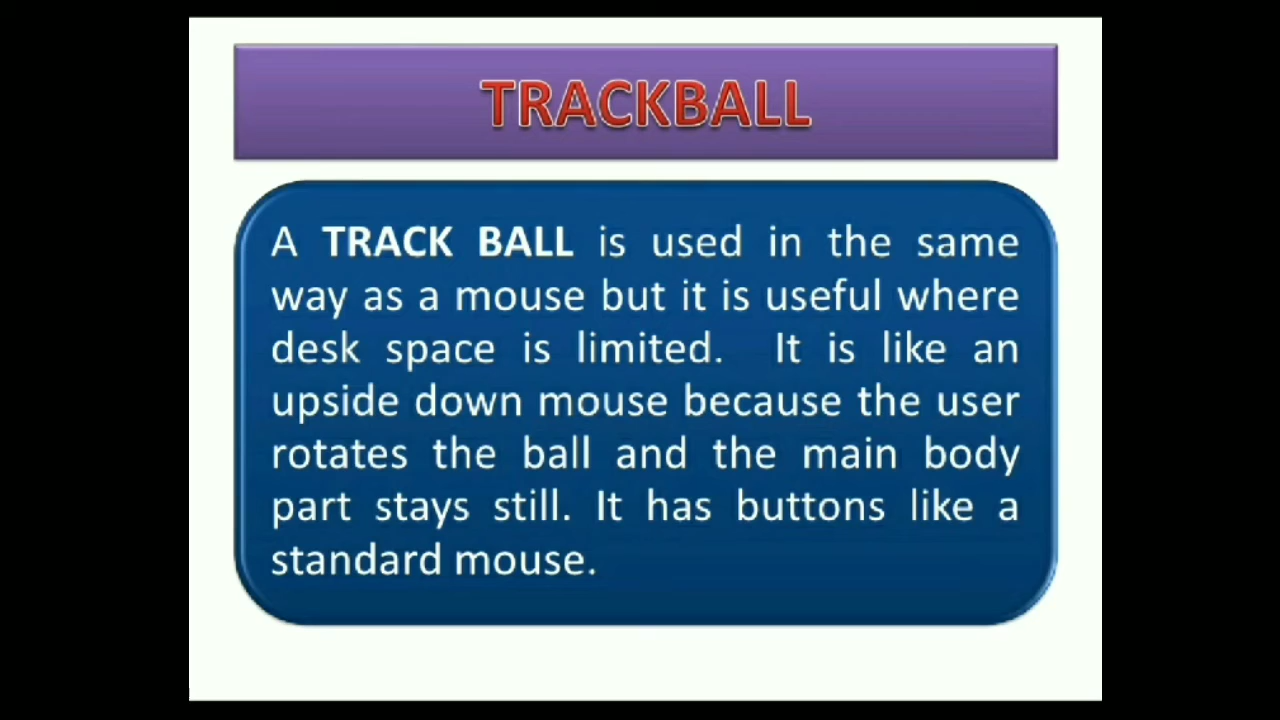 TRACKBALL
A TRACK BALL is used in the same
way as a mouse but it is useful where
desk space is limited. It is like an
upside down mouse because the user
rotates the ball and the main body
part stays still. It has buttons like a
standard mouse.